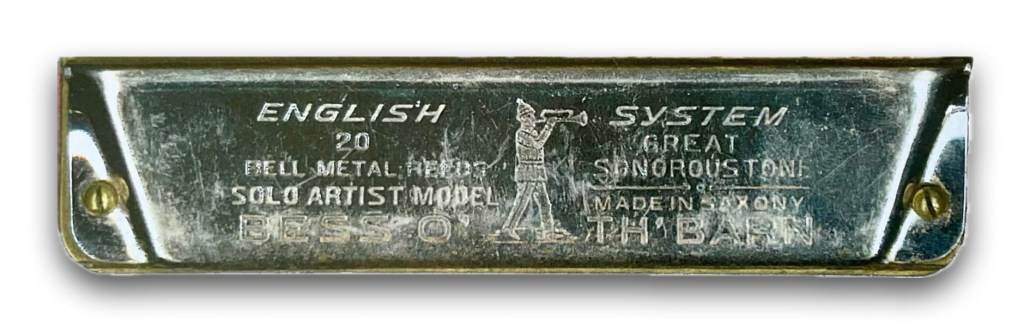 ENGLISH SYSTEM
20 GREAT
BELL METAL REEDS SONOROUS TONE
SOLO ARTIST MODEL MADE IN SAXONY
BESS O' TH' BARN